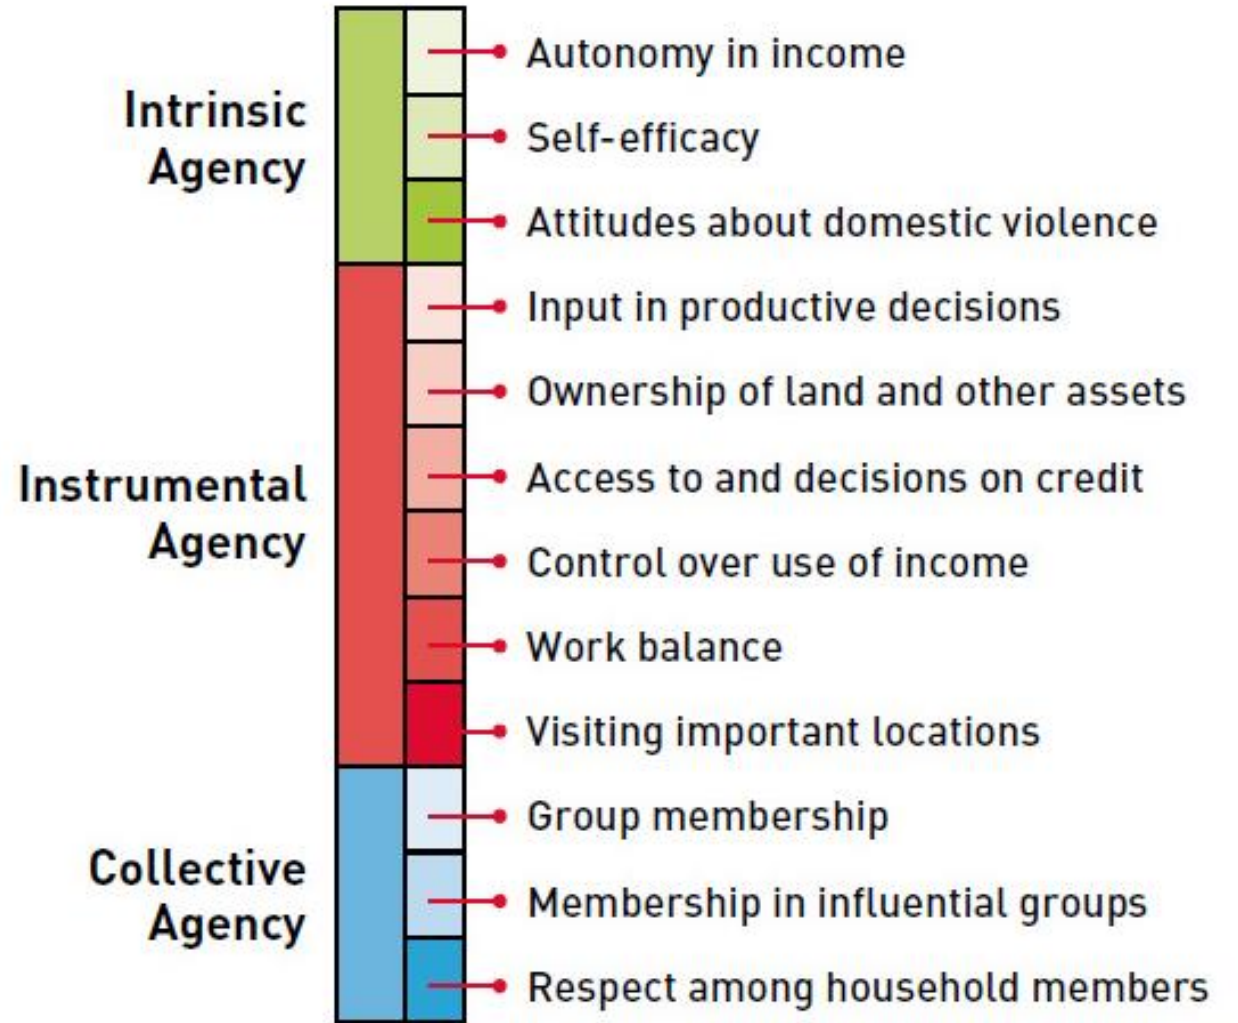 Intrinsic
Agency
Autonomy in income
Self-efficacy
Attitudes about domestic violence
Instrumental
Agency
Input in productive decisions
Ownership of land and other assets
Access to and decisions on credit
Control over use of income
Work balance
Visiting important locations
Collective
Agency
Group membership
Membership in influential groups
Respect among household members